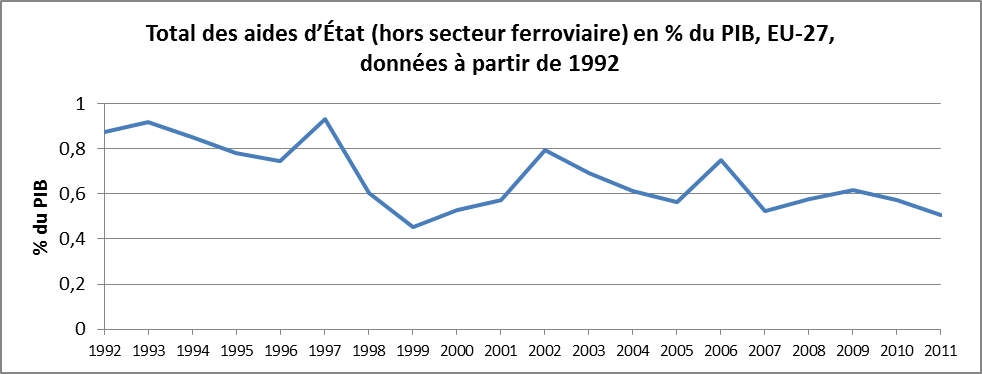 Total des aides d’État (hors secteur ferroviaire) en % du PIB, EU-27,
données à partir de 1992
% du PIB
1
0,8
0,6
0,4
0,2
0
1992 1993 1994 1995 1996 1997 1998 1999 2000 2001 2002 2003 2004 2005 2006 2007 2008 2009 2010 2011